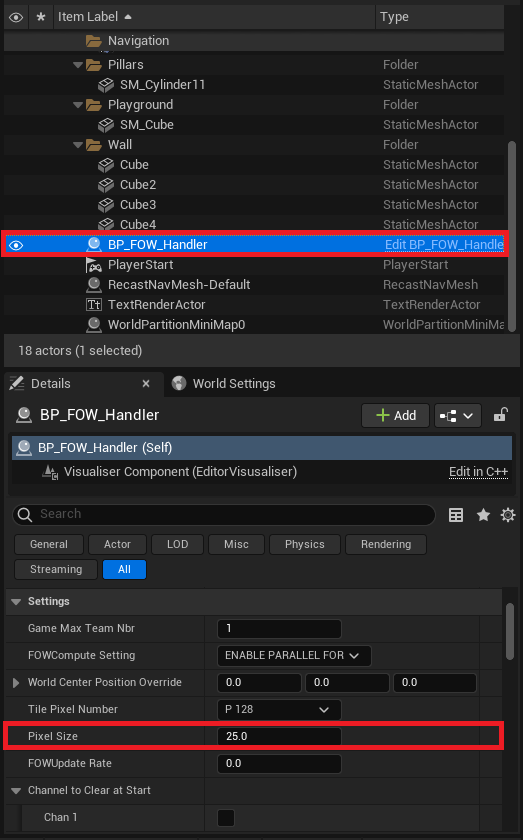 Item Label Type
Navigation
Pillars Folder
SM_Cylinder11 StaticMeshActor
Playground Folder
SM_Cube StaticMeshActor
Wall Folder
Cube StaticMeshActor
Cube2 StaticMeshActor
Cube3 StaticMeshActor
Cube4 StaticMeshActor
BP_FOW_Handler Edit BP_FOW_Handle
PlayerStart PlayerStart
RecastNavMesh-Default RecastNavMesh
TextRenderActor TextRenderActor
WorldPartitionMiniMap0 WorldPartitionMiniMa
18 actors (1 selected)
Details World Settings
BP_FOW_Handler Add
BP_FOW_Handler (Self)
Visualiser Component (EditorVisusaliser) Edit in C++
Search
General Actor LOD Misc Physics Rendering
Streaming All
Settings
Game Max Team Nbr 1
FOWCompute Setting ENABLE PARALLEL FOR
World Center Position Override 0.0 0.0 0.0
Tile Pixel Number P 128
Pixel Size 25.0
FOWUpdate Rate 0.0
Channel to Clear at Start
Chan 1